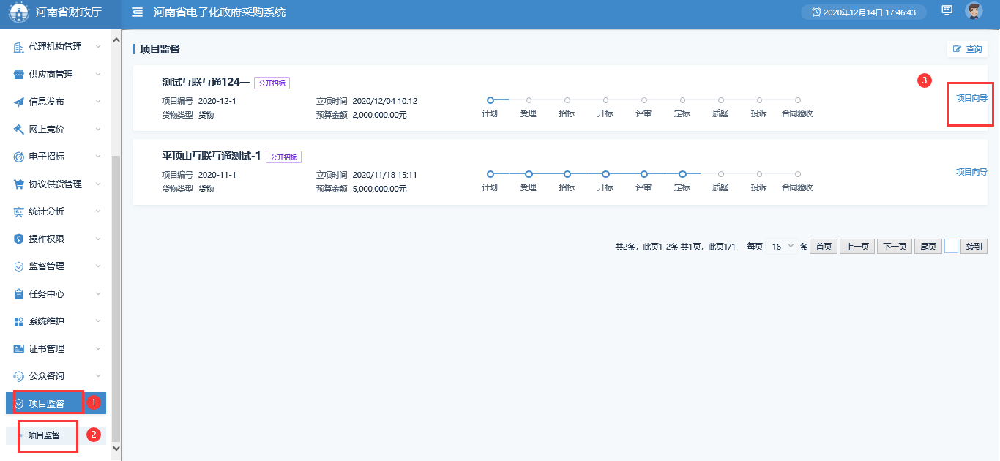 河南省财政厅
河南省电子化政府采购系统
2020年12月14日 17:46:43
代理机构管理
供应商管理
信息发布
网上竞价
电子招标
协议供货管理
统计分析
操作权限
监督管理
任务中心
系统维护
证书管理
公众咨询
项目监督
1
项目监督
2
项目监督
查询
测试互联互通124— 公开招标
项目编号 2020-12-1
立项时间 2020/12/04 10:12
货物类型 货物
预算金额 2,000,000.00元
计划 受理 招标 开标 评审 定标 质疑 投诉 合同验收
3
项目向导
平顶山互联互通测试-1 公开招标
项目编号 2020-11-1
立项时间 2020/11/18 15:11
货物类型 货物
预算金额 5,000,000.00元
计划 受理 招标 开标 评审 定标 质疑 投诉 合同验收
项目向导
共2条，此页1-2条 共1页，此页1/1 每页 16 条 首页 上一页 下一页 尾页 转到